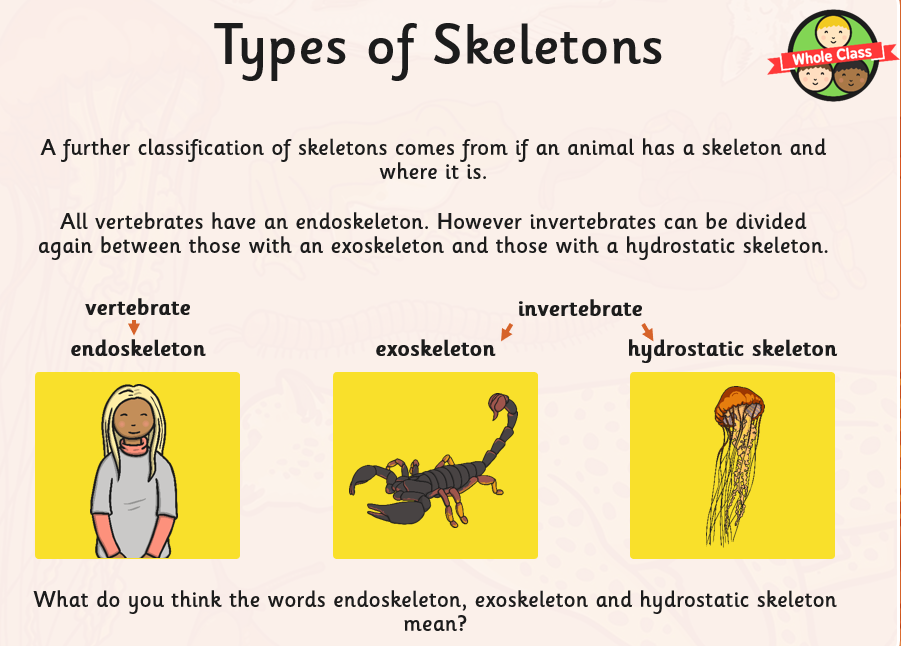 Types of Skeletons
Whole Class
A further classification of skeletons comes from if an animal has a skeleton and
where it is.
All vertebrates have an endoskeleton. However invertebrates can be divided
again between those with an exoskeleton and those with a hydrostatic skeleton.
vertebrate
invertebrate
endoskeleton
exoskeleton
hydrostatic skeleton
What do you think the words endoskeleton, exoskeleton and hydrostatic skeleton
mean?